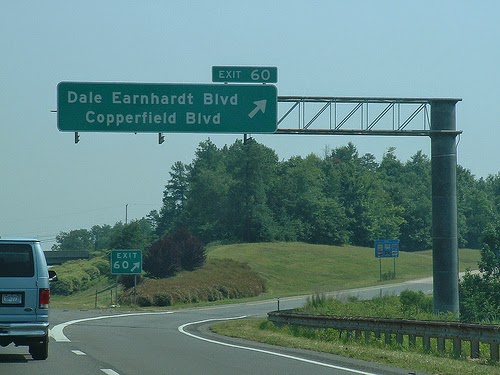 EXIT 60
Dale Earnhardt Blvd
Copperfield Blvd
EXIT
60